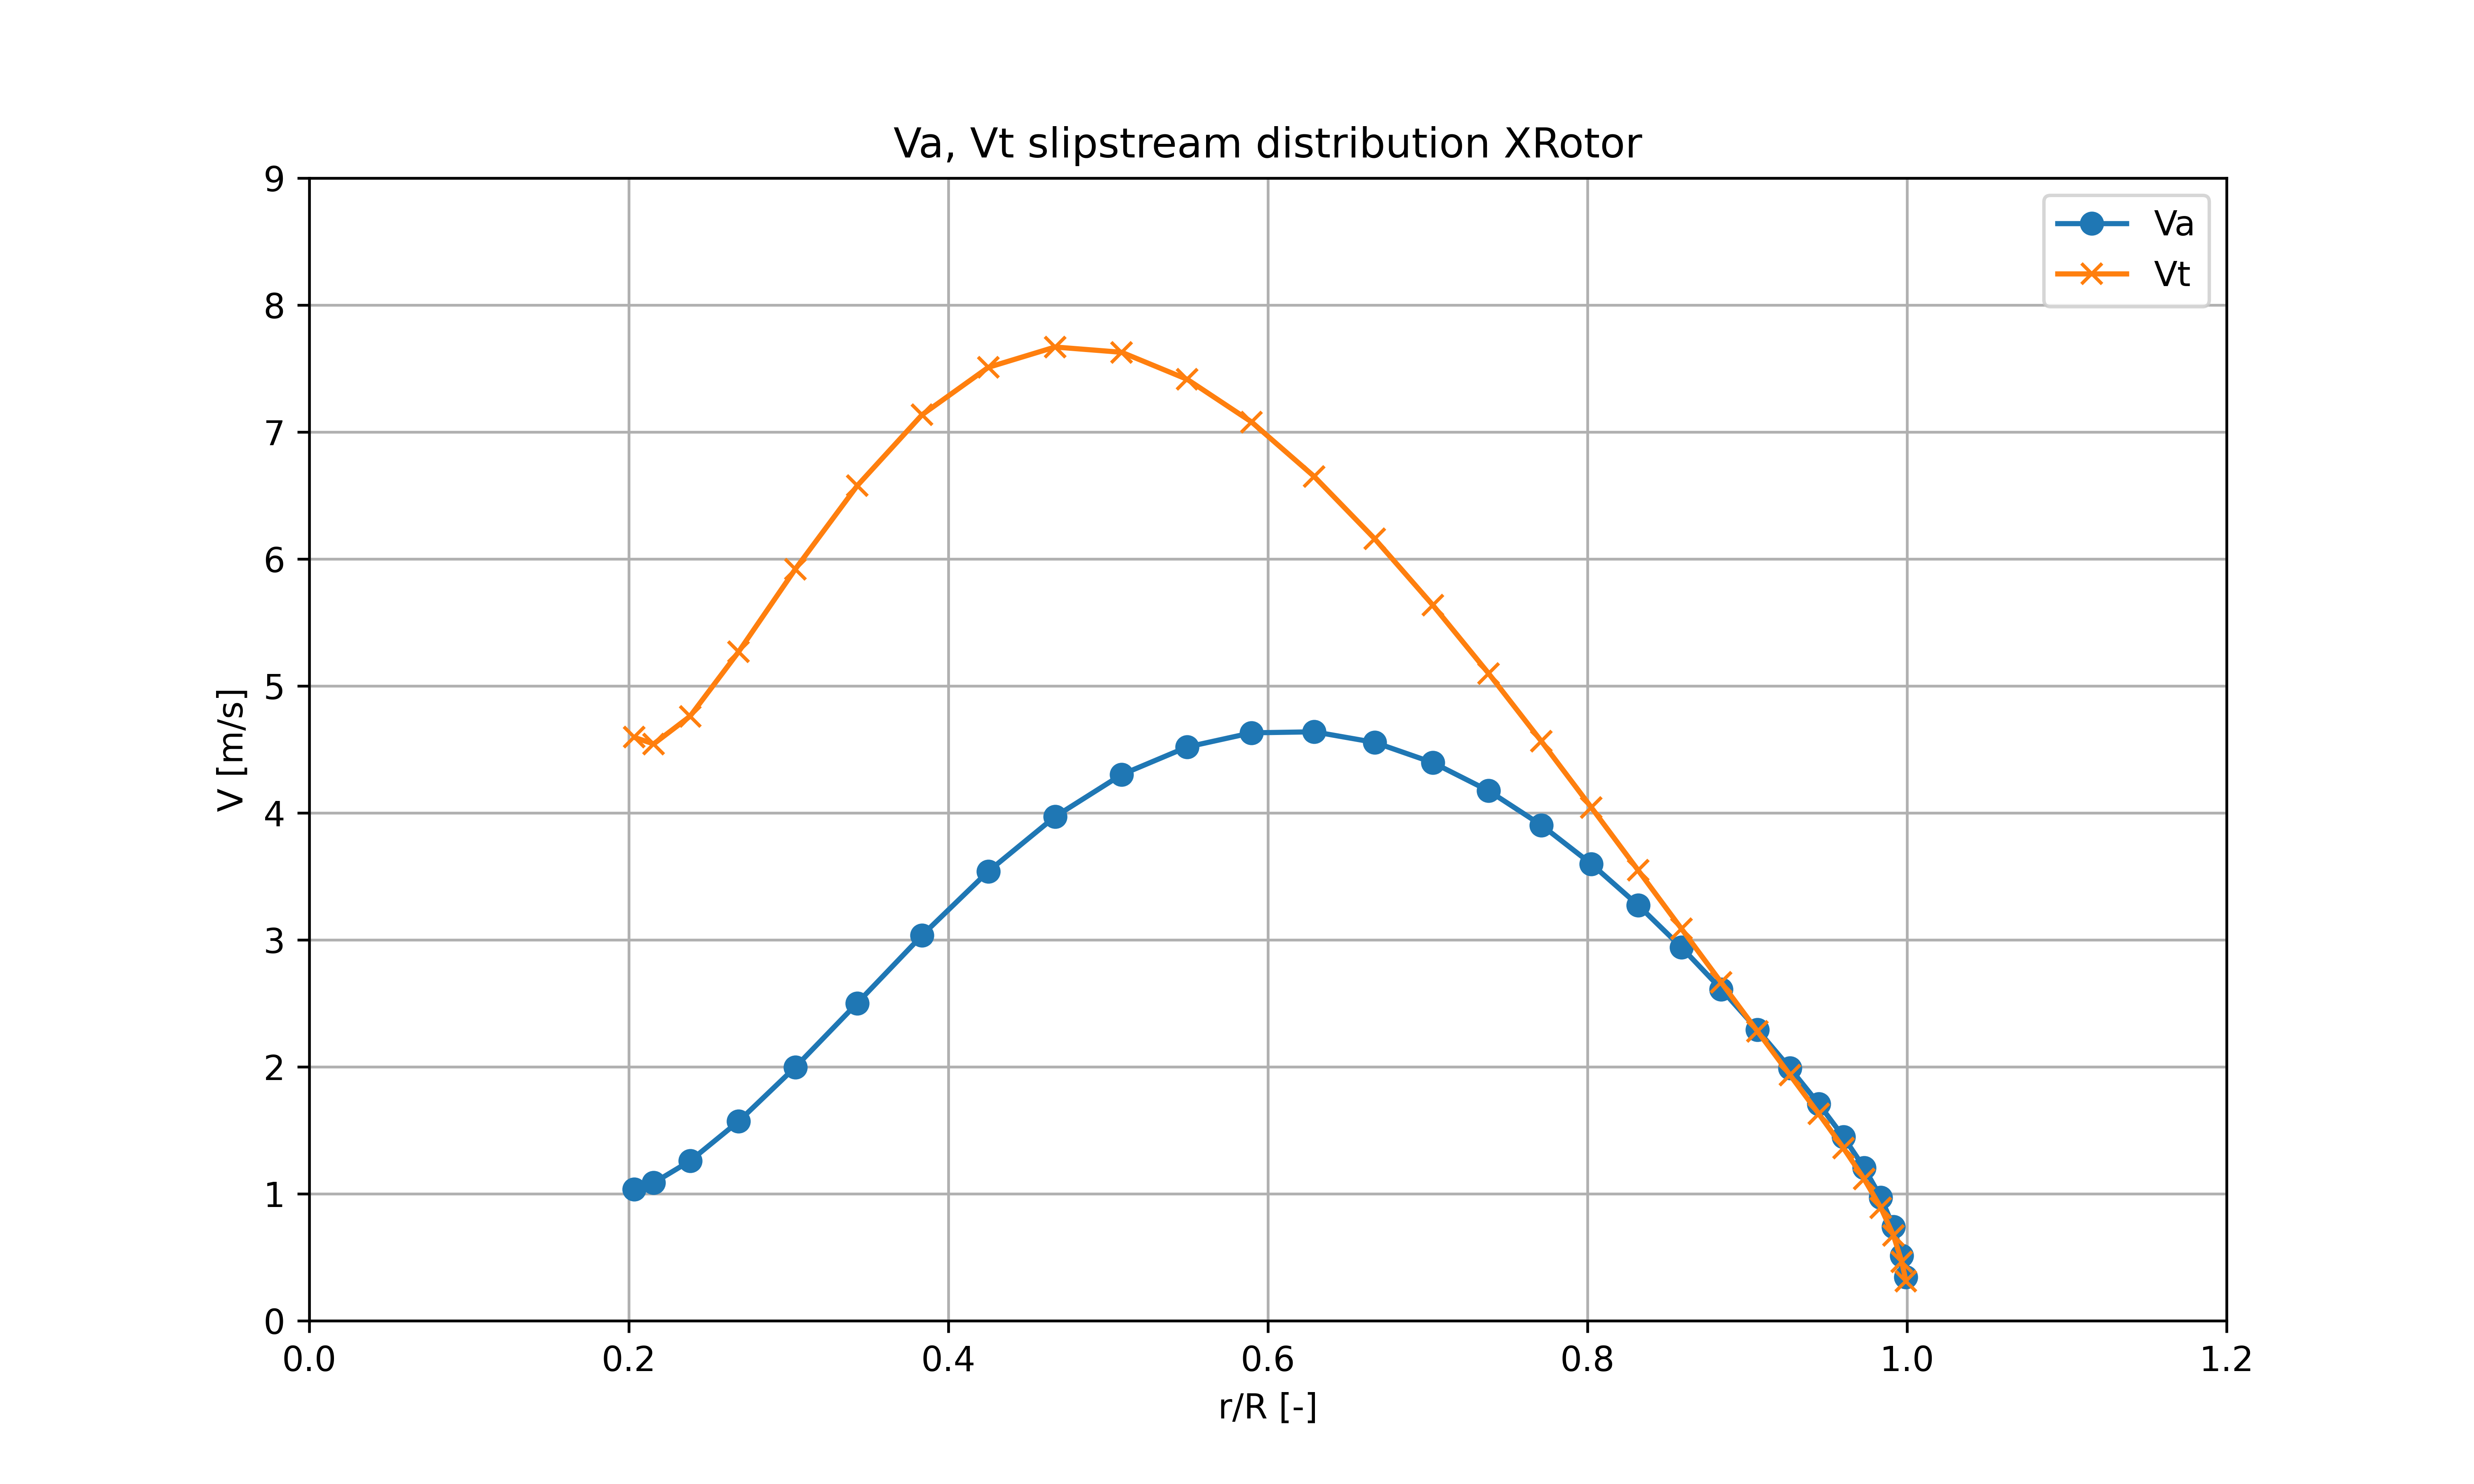 Va, Vt slipstream distribution XRotor
9
8
7
6
5
4
3
2
1
0
V [m/s]
Va
Vt
0.0 0.2 0.4 0.6 0.8 1.0 1.2
r/R [-]